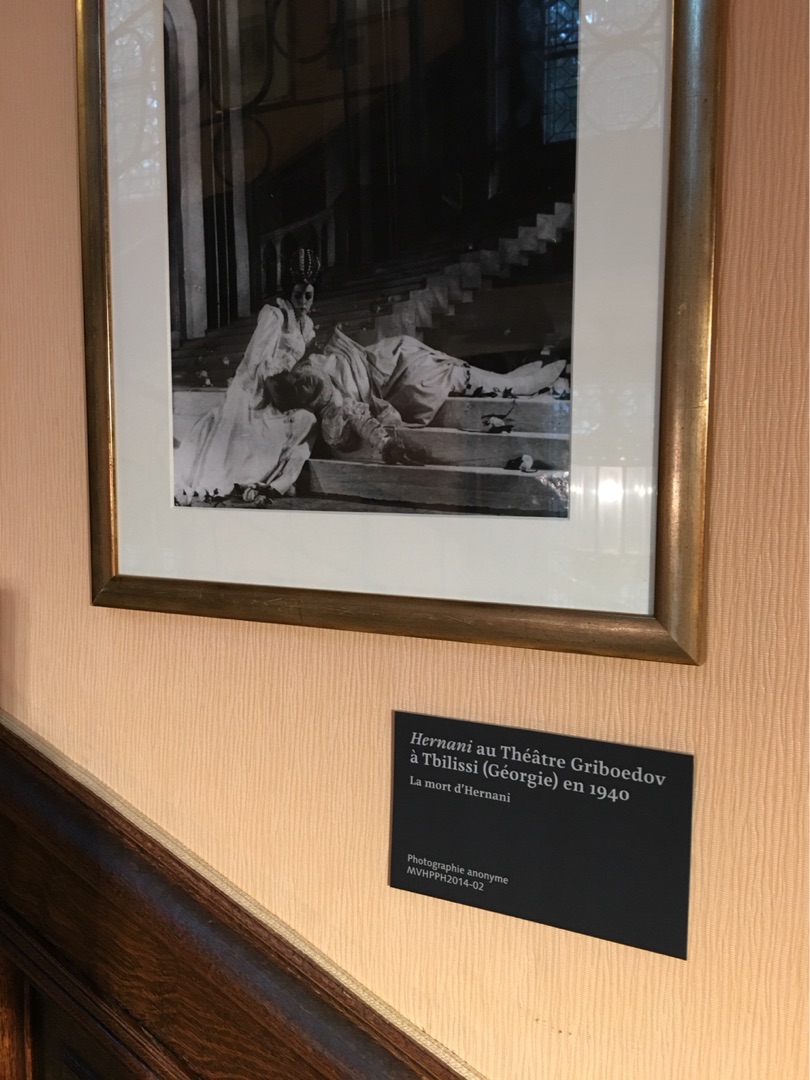 Hernani au Théâtre Griboedov
à Tbilissi (Géorgie) en 1940
La mort d'Hernani
Photographie anonyme
MVHPPH2014-02